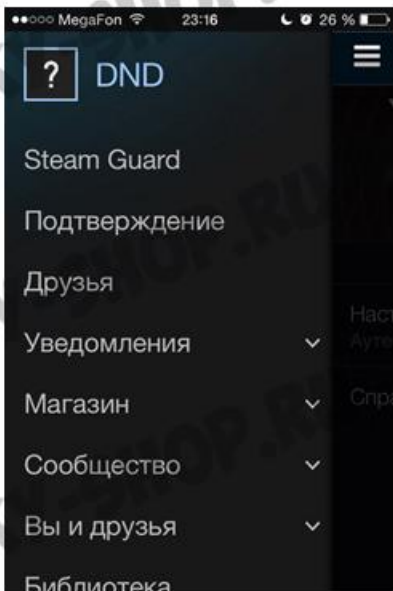 MegaFon 23:16 26 %
? DND
Steam Guard
Подтверждение
Друзья
Уведомления
Магазин
Сообщество
Вы и друзья
Библиотека